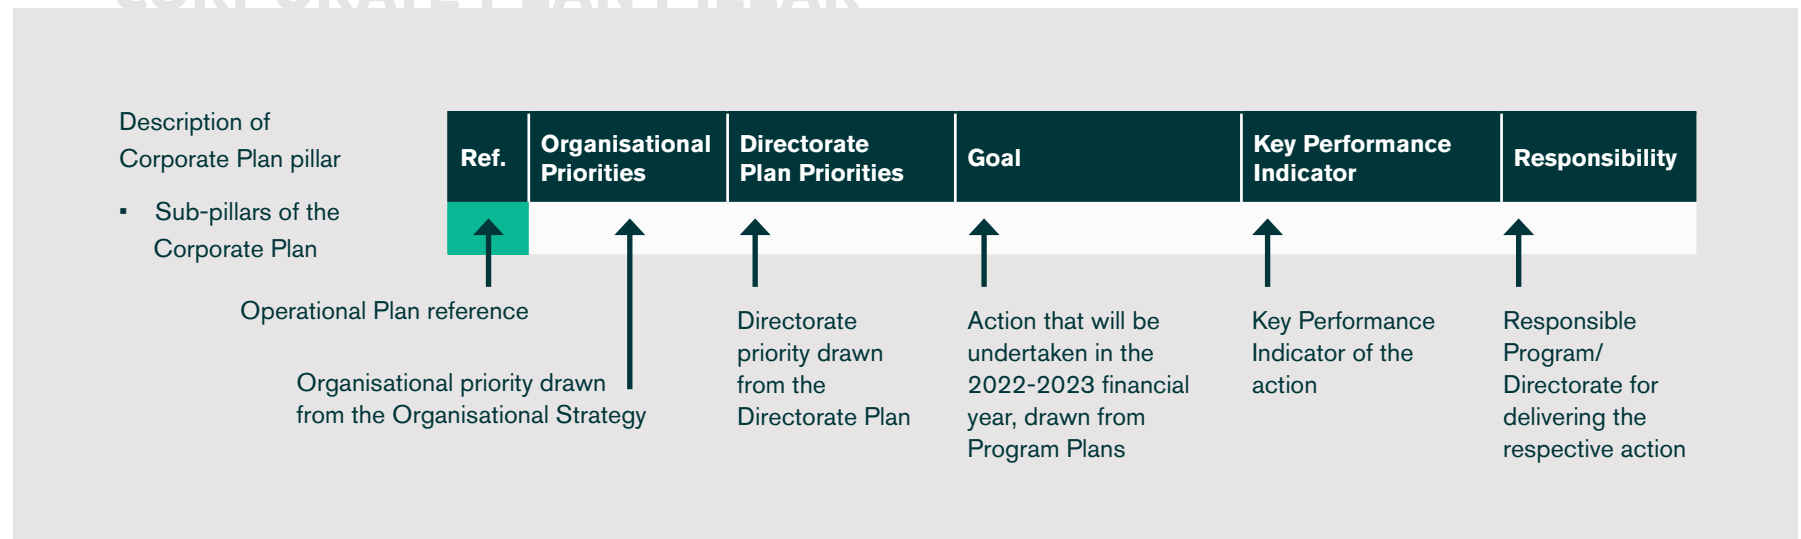 CORPORATE PLAN PILLAR
Description of
Corporate Plan pillar
▪ Sub-pillars of the
Corporate Plan
Ref.
Organisational
Priorities
Directorate
Plan Priorities
Goal
Key Performance
Indicator
Responsibility
Operational Plan reference
Organisational priority drawn
from the Organisational Strategy
Directorate
priority drawn
from the
Directorate Plan
Action that will be
undertaken in the
2022-2023 financial
year, drawn from
Program Plans
Key Performance
Indicator of the
action
Responsible
Program/
Directorate for
delivering the
respective action